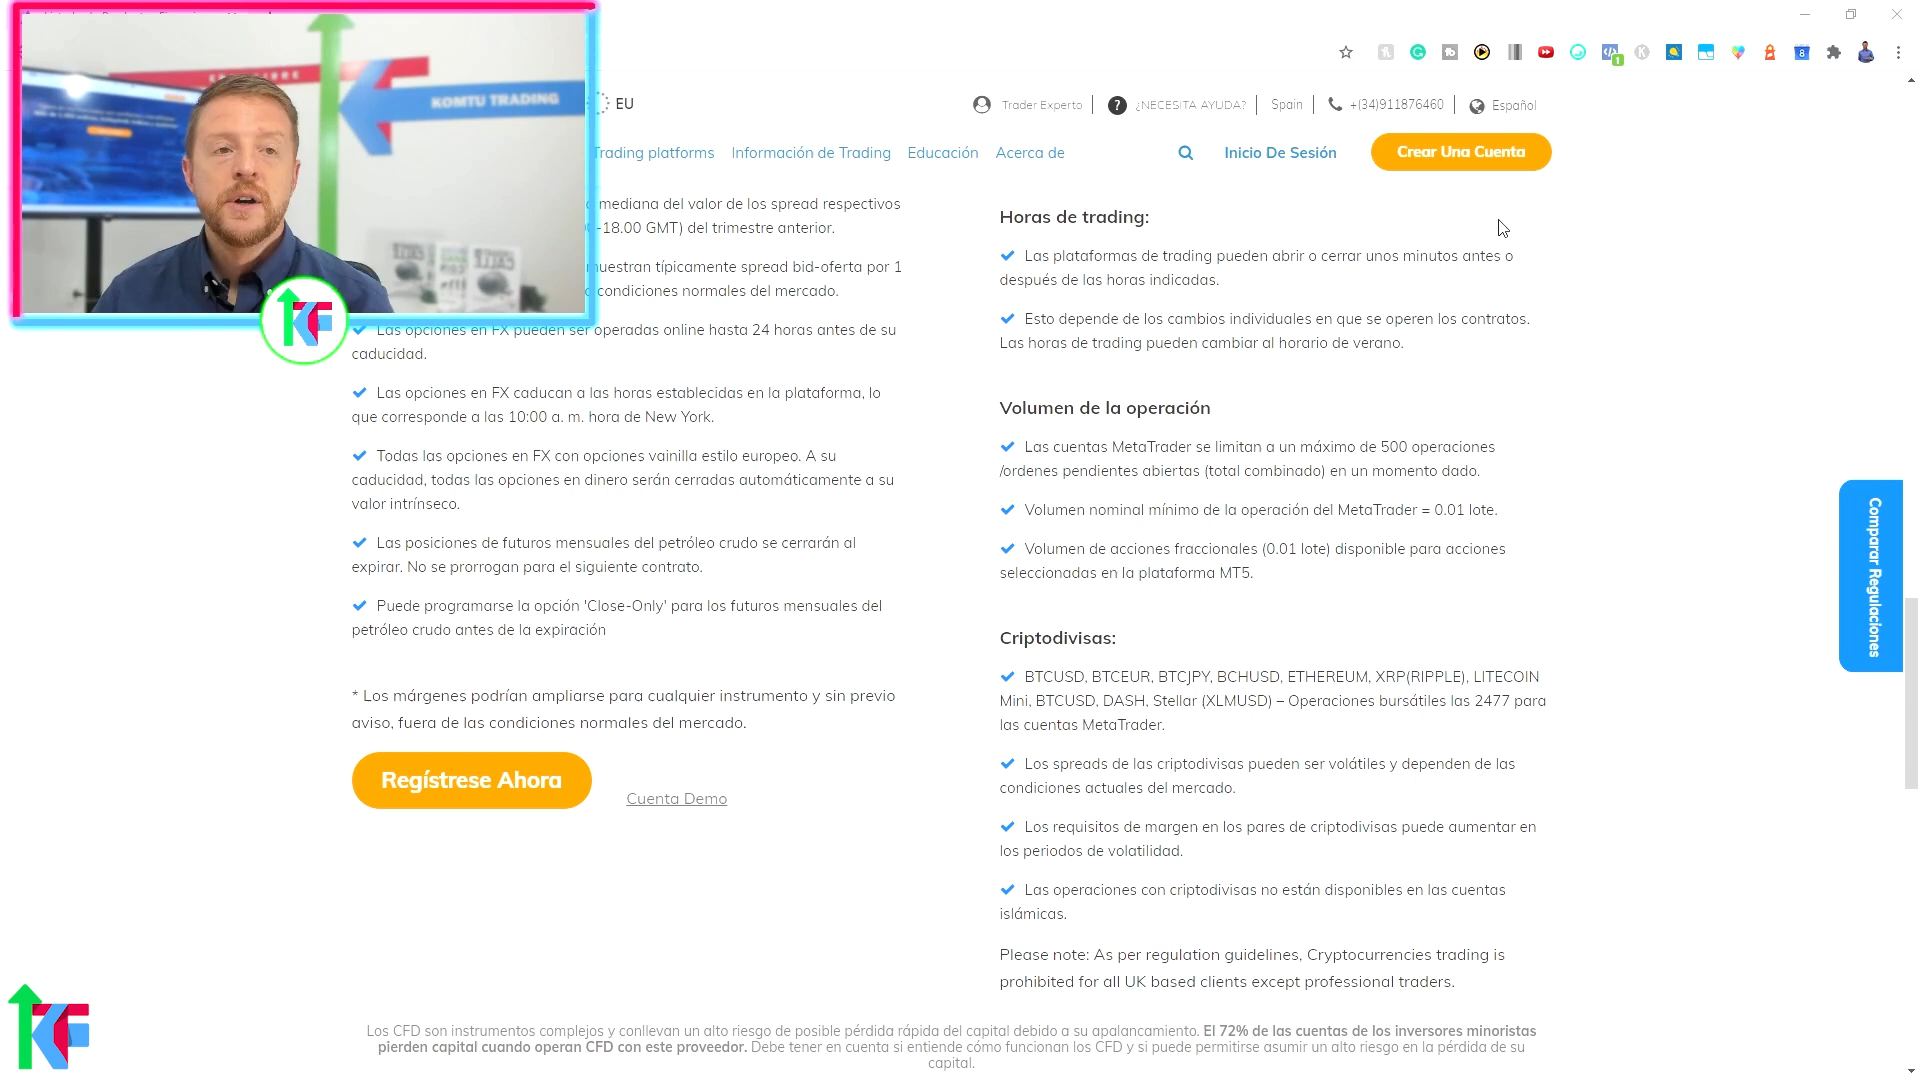 KOMTU TRADING
EU
Trader Experto
¿NECESITA AYUDA?
Spain
+(34)911876460
Español
Trading platforms
Información de Trading
Educación
Acerca de
Inicio De Sesión
Crear Una Cuenta
mediana del valor de los spread respectivos
-18.00 GMT) del trimestre anterior.
muestran típicamente spread bid-oferta por 1
condiciones normales del mercado.
Las opciones en FX pueden ser operadas online hasta 24 horas antes de su
caducidad.
Las opciones en FX caducan a las horas establecidas en la plataforma, lo
que corresponde a las 10:00 a. m. hora de New York.
Todas las opciones en FX con opciones vainilla estilo europeo. A su
caducidad, todas las opciones en dinero serán cerradas automáticamente a su
valor intrínseco.
Las posiciones de futuros mensuales del petróleo crudo se cerrarán al
expirar. No se prorrogan para el siguiente contrato.
Puede programarse la opción 'Close-Only' para los futuros mensuales del
petróleo crudo antes de la expiración
* Los márgenes podrían ampliarse para cualquier instrumento y sin previo
aviso, fuera de las condiciones normales del mercado.
Regístrese Ahora
Cuenta Demo
Horas de trading:
Las plataformas de trading pueden abrir o cerrar unos minutos antes o
después de las horas indicadas.
Esto depende de los cambios individuales en que se operen los contratos.
Las horas de trading pueden cambiar al horario de verano.
Volumen de la operación
Las cuentas MetaTrader se limitan a un máximo de 500 operaciones
/ordenes pendientes abiertas (total combinado) en un momento dado.
Volumen nominal mínimo de la operación del MetaTrader = 0.01 lote.
Volumen de acciones fraccionales (0.01 lote) disponible para acciones
seleccionadas en la plataforma MT5.
Criptodivisas:
BTCUSD, BTCEUR, BTCJPY, BCHUSD, ETHEREUM, XRP(RIPPLE), LITECOIN
Mini, BTCUSD, DASH, Stellar (XLMUSD) – Operaciones bursátiles las 2477 para
las cuentas MetaTrader.
Los spreads de las criptodivisas pueden ser volátiles y dependen de las
condiciones actuales del mercado.
Los requisitos de margen en los pares de criptodivisas puede aumentar en
los periodos de volatilidad.
Las operaciones con criptodivisas no están disponibles en las cuentas
islámicas.
Please note: As per regulation guidelines, Cryptocurrencies trading is
prohibited for all UK based clients except professional traders.
Comparar Regulaciones
Los CFD son instrumentos complejos y conllevan un alto riesgo de posible pérdida rápida del capital debido a su apalancamiento. El 72% de las cuentas de los inversores minoristas
pierden capital cuando operan CFD con este proveedor. Debe tener en cuenta si entiende cómo funcionan los CFD y si puede permitirse asumir un alto riesgo en la pérdida de su
capital.